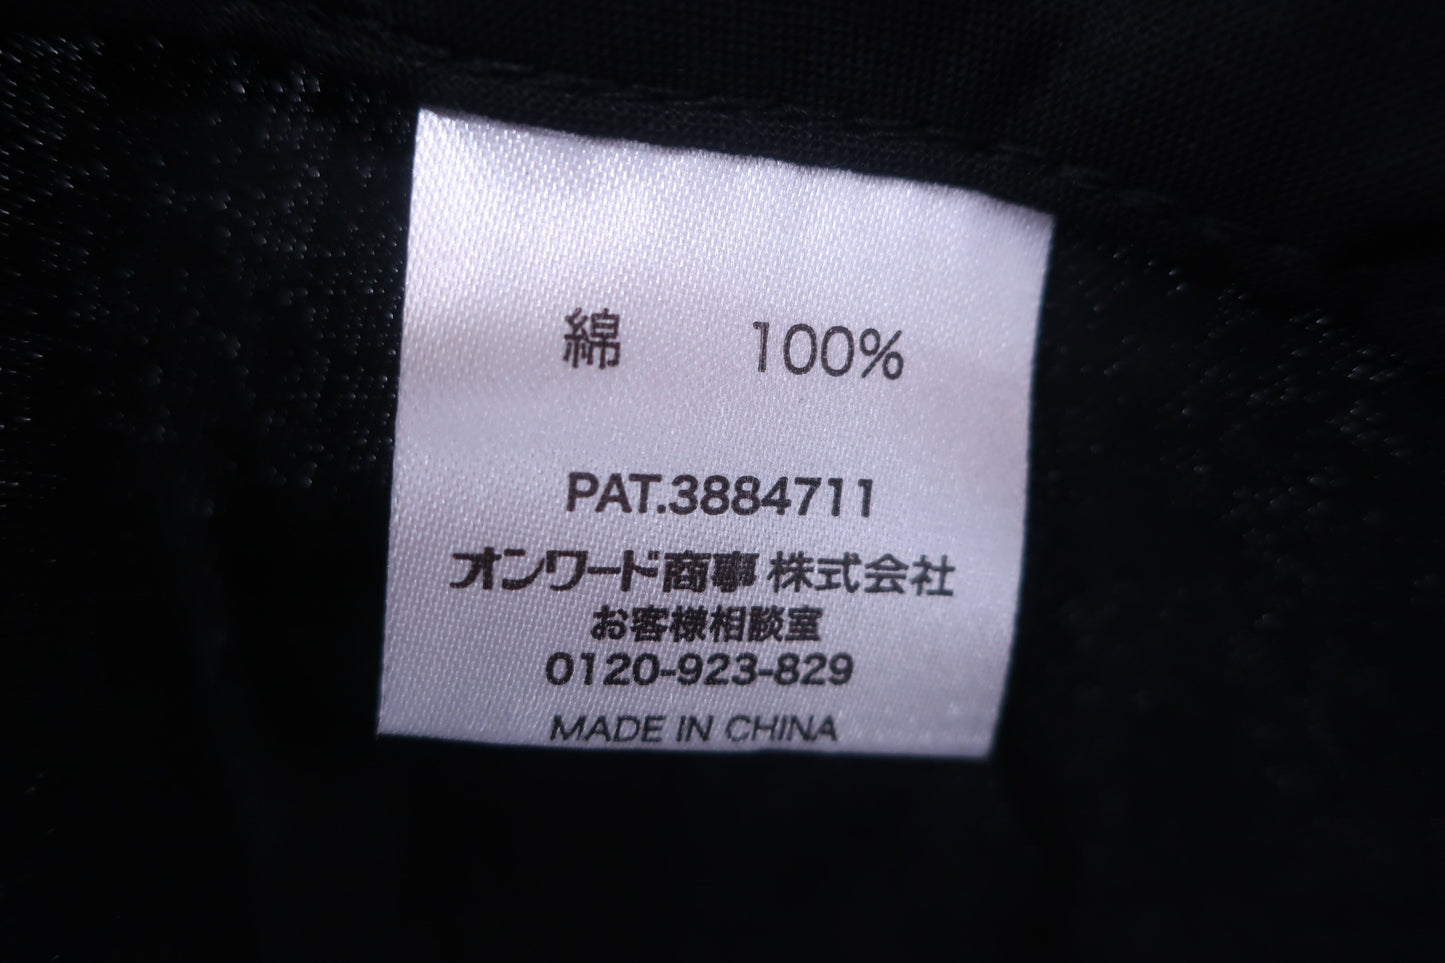 綿 100%
PAT.3884711
オンワード商事株式会社
お客様相談室
0120-923-829
MADE IN CHINA